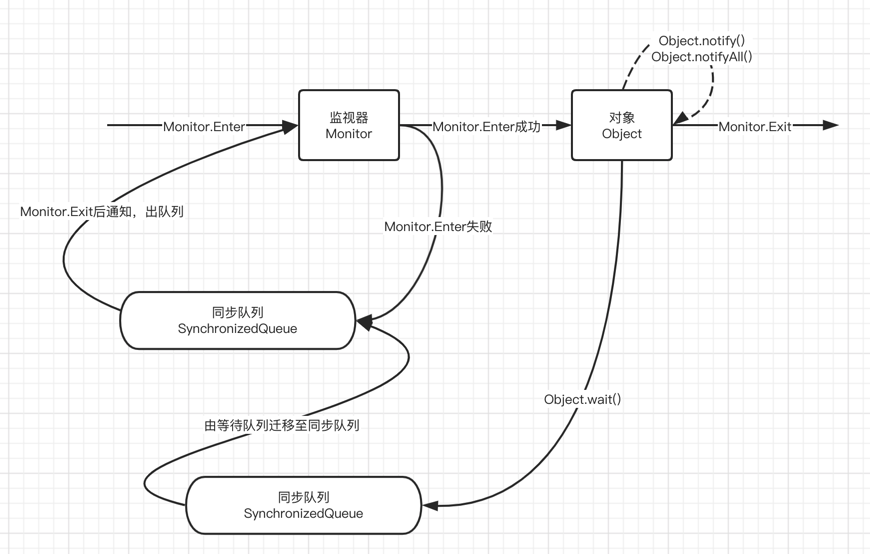 Object.notify()
Object.notifyAll()
监视器
Monitor
对象
Object
Monitor.Enter
Monitor.Enter成功
Monitor.Exit
Monitor.Exit后通知，出队列
Monitor.Enter失败
同步队列
SynchronizedQueue
Object.wait()
由等待队列迁移至同步队列
同步队列
SynchronizedQueue